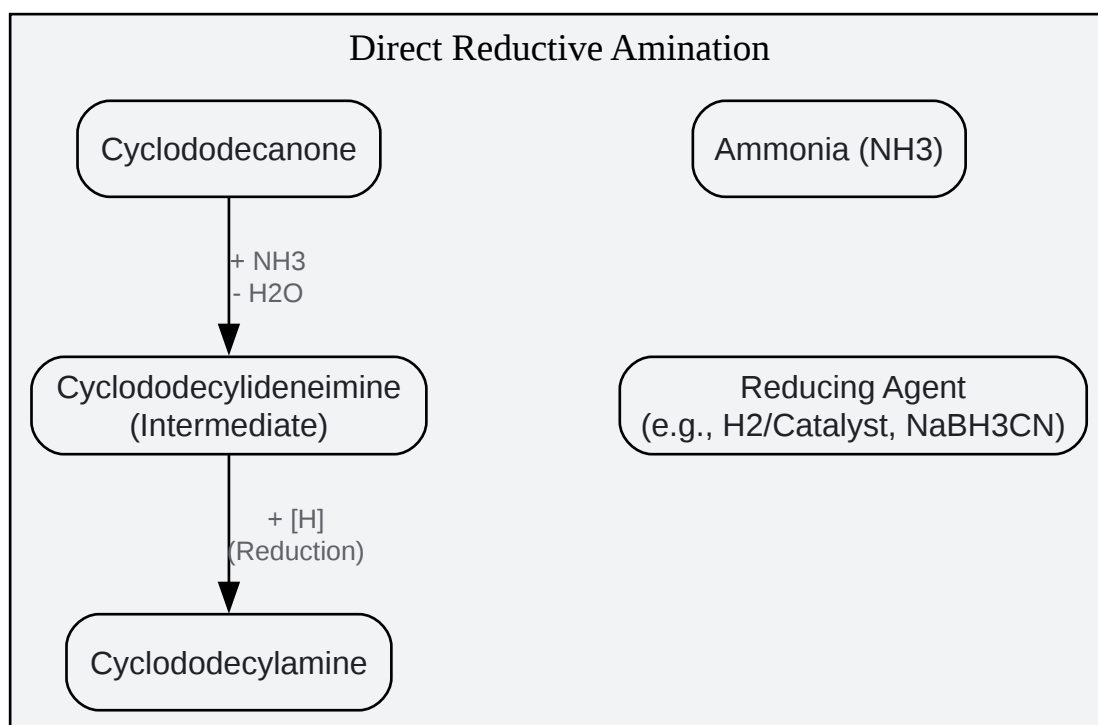 Direct Reductive Amination
Cyclododecanone
Ammonia (NH3)
+ NH3
- H2O
Cyclododecylideneimine
(Intermediate)
Reducing Agent
(e.g., H2/Catalyst, NaBH3CN)
+ [H]
(Reduction)
Cyclododecylamine